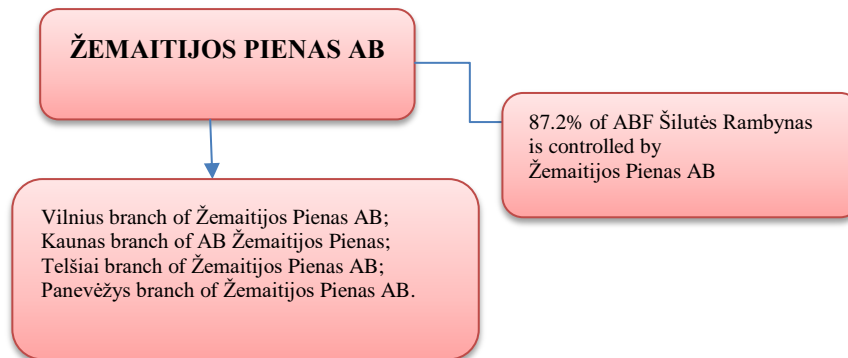 ŽEMAITIJOS PIENAS AB
87.2% of ABF Šilutės Rambynas
is controlled by
Žemaitijos Pienas AB
Vilnius branch of Žemaitijos Pienas AB;
Kaunas branch of AB Žemaitijos Pienas;
Telšiai branch of Žemaitijos Pienas AB;
Panevėžys branch of Žemaitijos Pienas AB.